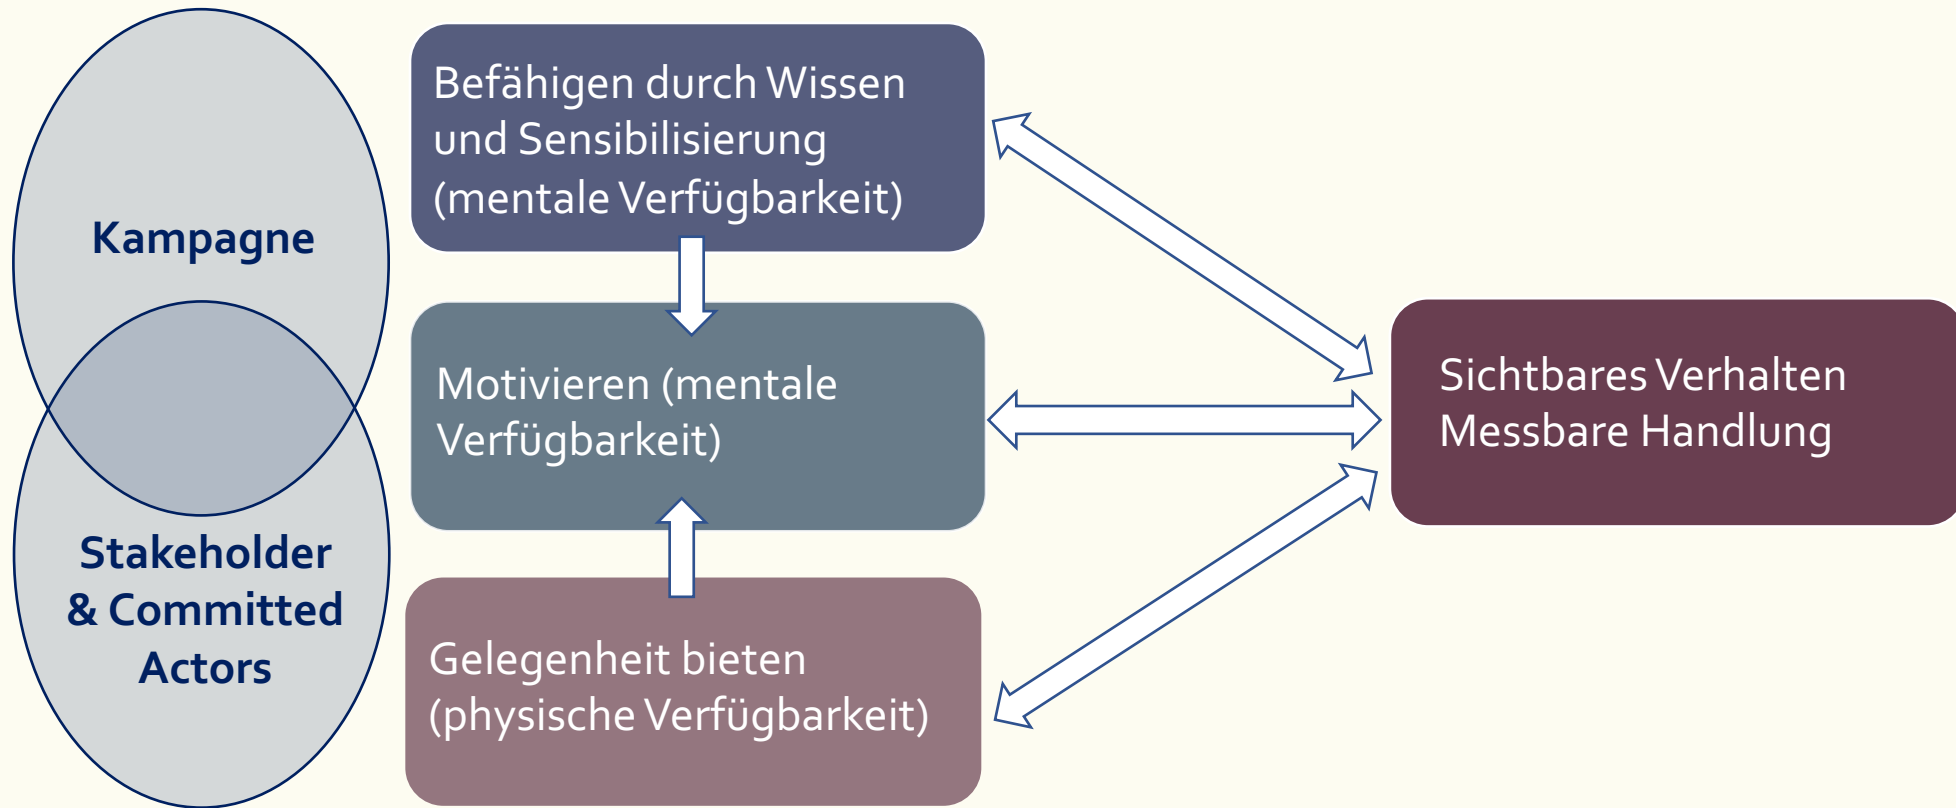 Kampagne
Stakeholder
& Committed
Actors
Befähigen durch Wissen
und Sensibilisierung
(mentale Verfügbarkeit)
Motivieren (mentale
Verfügbarkeit)
Gelegenheit bieten
(physische Verfügbarkeit)
Sichtbares Verhalten
Messbare Handlung